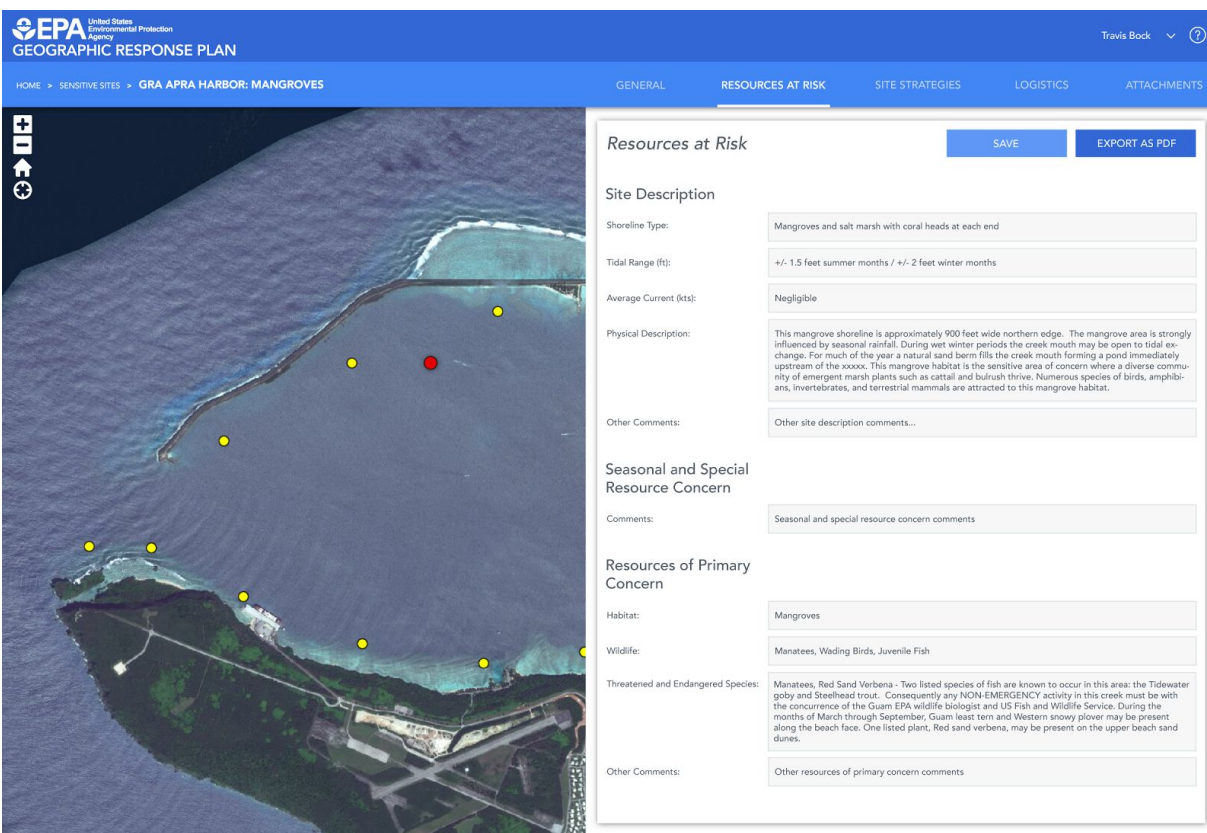 EPA United States
Environmental Protection
Agency
GEOGRAPHIC RESPONSE PLAN
Travis Bock
?
HOME > SENSITIVE SITES > GRA APRA HARBOR: MANGROVES
GENERAL
RESOURCES AT RISK
SITE STRATEGIES
LOGISTICS
ATTACHMENTS
Resources at Risk
SAVE
EXPORT AS PDF
Site Description
Shoreline Type:
Mangroves and salt marsh with coral heads at each end
Tidal Range (ft):
+/- 1.5 feet summer months / +/- 2 feet winter months
Average Current (kts):
Negligible
Physical Description:
This mangrove shoreline is approximately 900 feet wide northern edge. The mangrove area is strongly
influenced by seasonal rainfall. During wet winter periods the creek mouth may be open to tidal ex-
change. For much of the year a natural sand berm fills the creek mouth forming a pond immediately
upstream of the xxxxx. This mangrove habitat is the sensitive area of concern where a diverse commu-
nity of emergent marsh plants such as cattail and bulrush thrive. Numerous species of birds, amphibi-
ans, invertebrates, and terrestrial mammals are attracted to this mangrove habitat.
Other Comments:
Other site description comments...
Seasonal and Special
Resource Concern
Comments:
Seasonal and special resource concern comments
Resources of Primary
Concern
Habitat:
Mangroves
Wildlife:
Manatees, Wading Birds, Juvenile Fish
Threatened and Endangered Species:
Manatees, Red Sand Verbena - Two listed species of fish are known to occur in this area: the Tidewater
goby and Steelhead trout. Consequently any NON-EMERGENCY activity in this creek must be with
the concurrence of the Guam EPA wildlife biologist and US Fish and Wildlife Service. During the
months of March through September, Guam least tern and Western snowy plover may be present
along the beach face. One listed plant, Red sand verbena, may be present on the upper beach sand
dunes.
Other Comments:
Other resources of primary concern comments